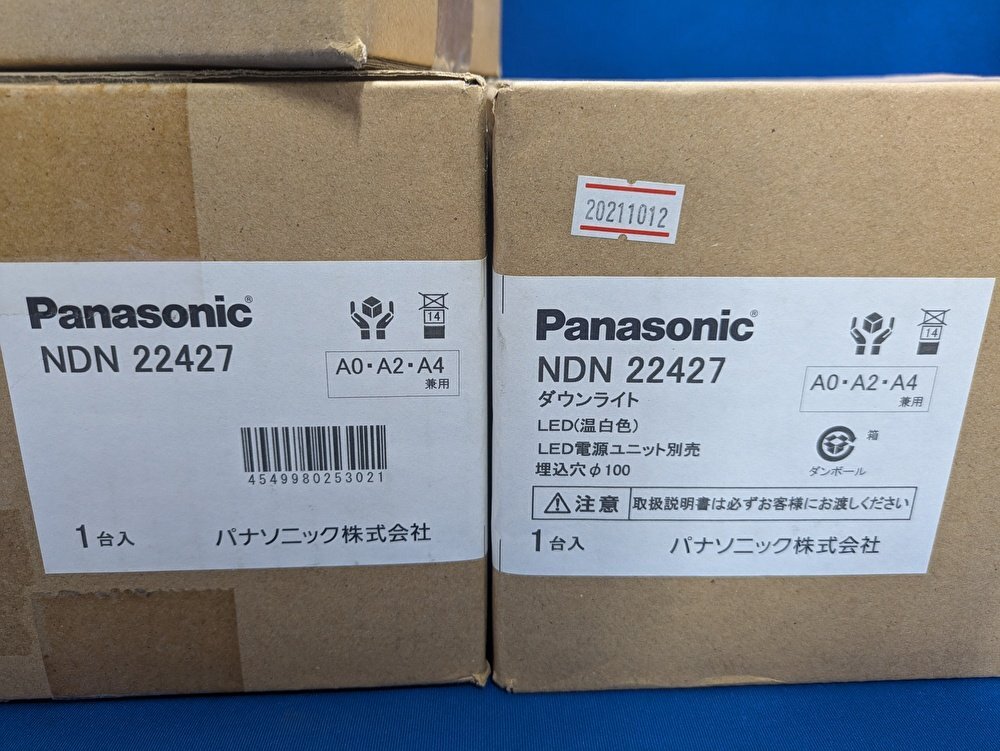 Panasonic®
NDN 22427
14
A0・A2・A4
兼用
4549980253021
1台入
パナソニック株式会社
20211012
Panasonic®
NDN 22427
14
A0・A2・A4
兼用
ダウンライト
LED(温白色)
LED電源ユニット別売
埋込穴φ100
箱
ダンボール
注意 取扱説明書は必ずお客様にお渡しください
1台入
パナソニック株式会社